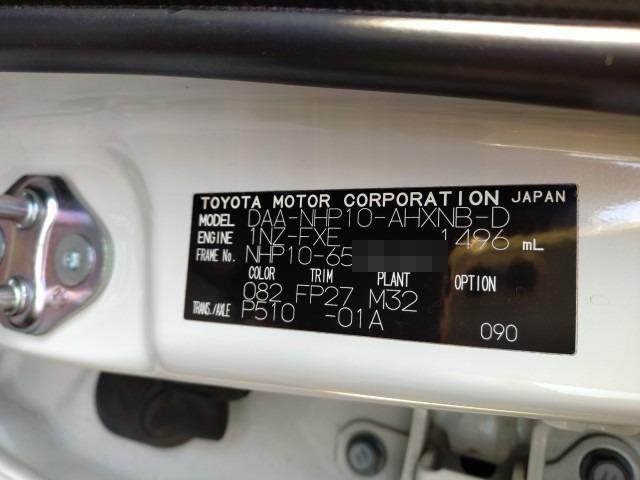 TOYOTA MOTOR CORPORATION JAPAN
MODEL DAA-NHP10-AHXNB-D
ENGINE 1NZ-FXE 1496 mL
FRAME No. NHP10-65
COLOR TRIM PLANT OPTION
082 FP27 M32
TRANS./AXLE P510 -01A
090